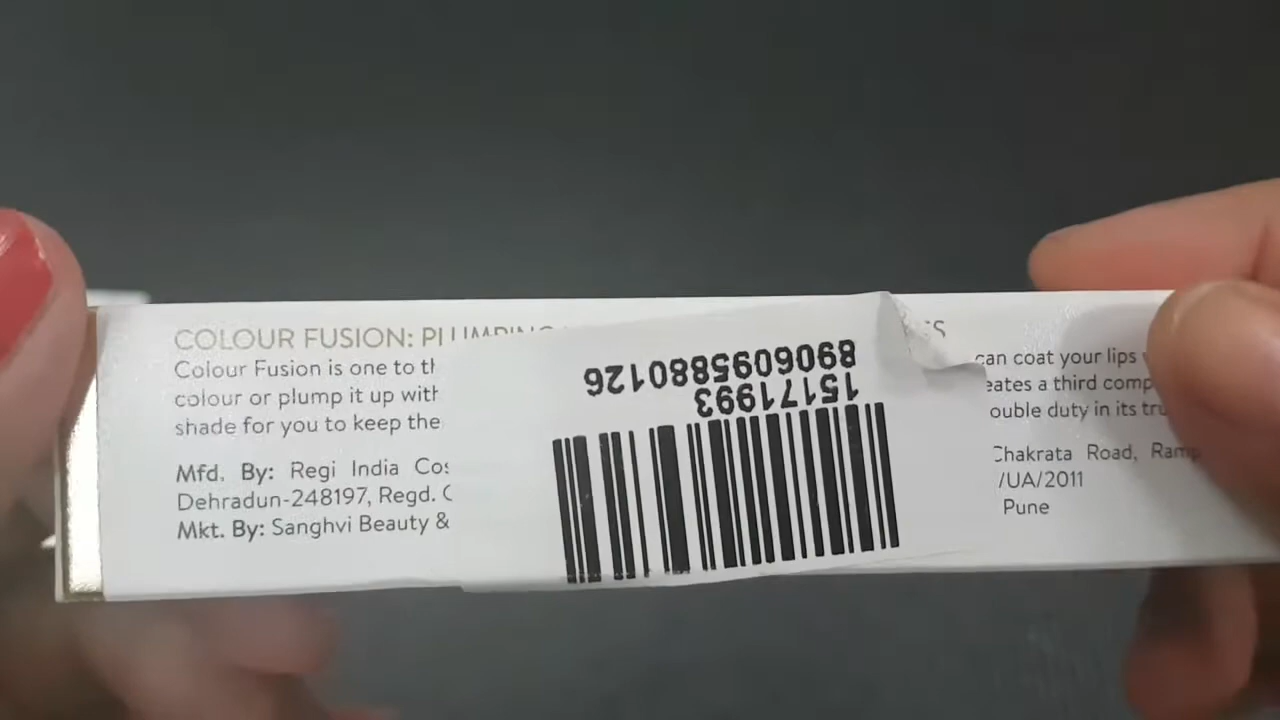 COLOUR FUSION:
Colour Fusion is one to th
can coat your lips
colour or plump it up with
eates a third comp
shade for you to keep the
ouble duty in its tru
Mfd. By: Regi India Cos
Chakrata Road, Ramp
Dehradun-248197, Regd.
/UA/2011
Mkt. By: Sanghvi Beauty &
Pune
15171993
8906095880126